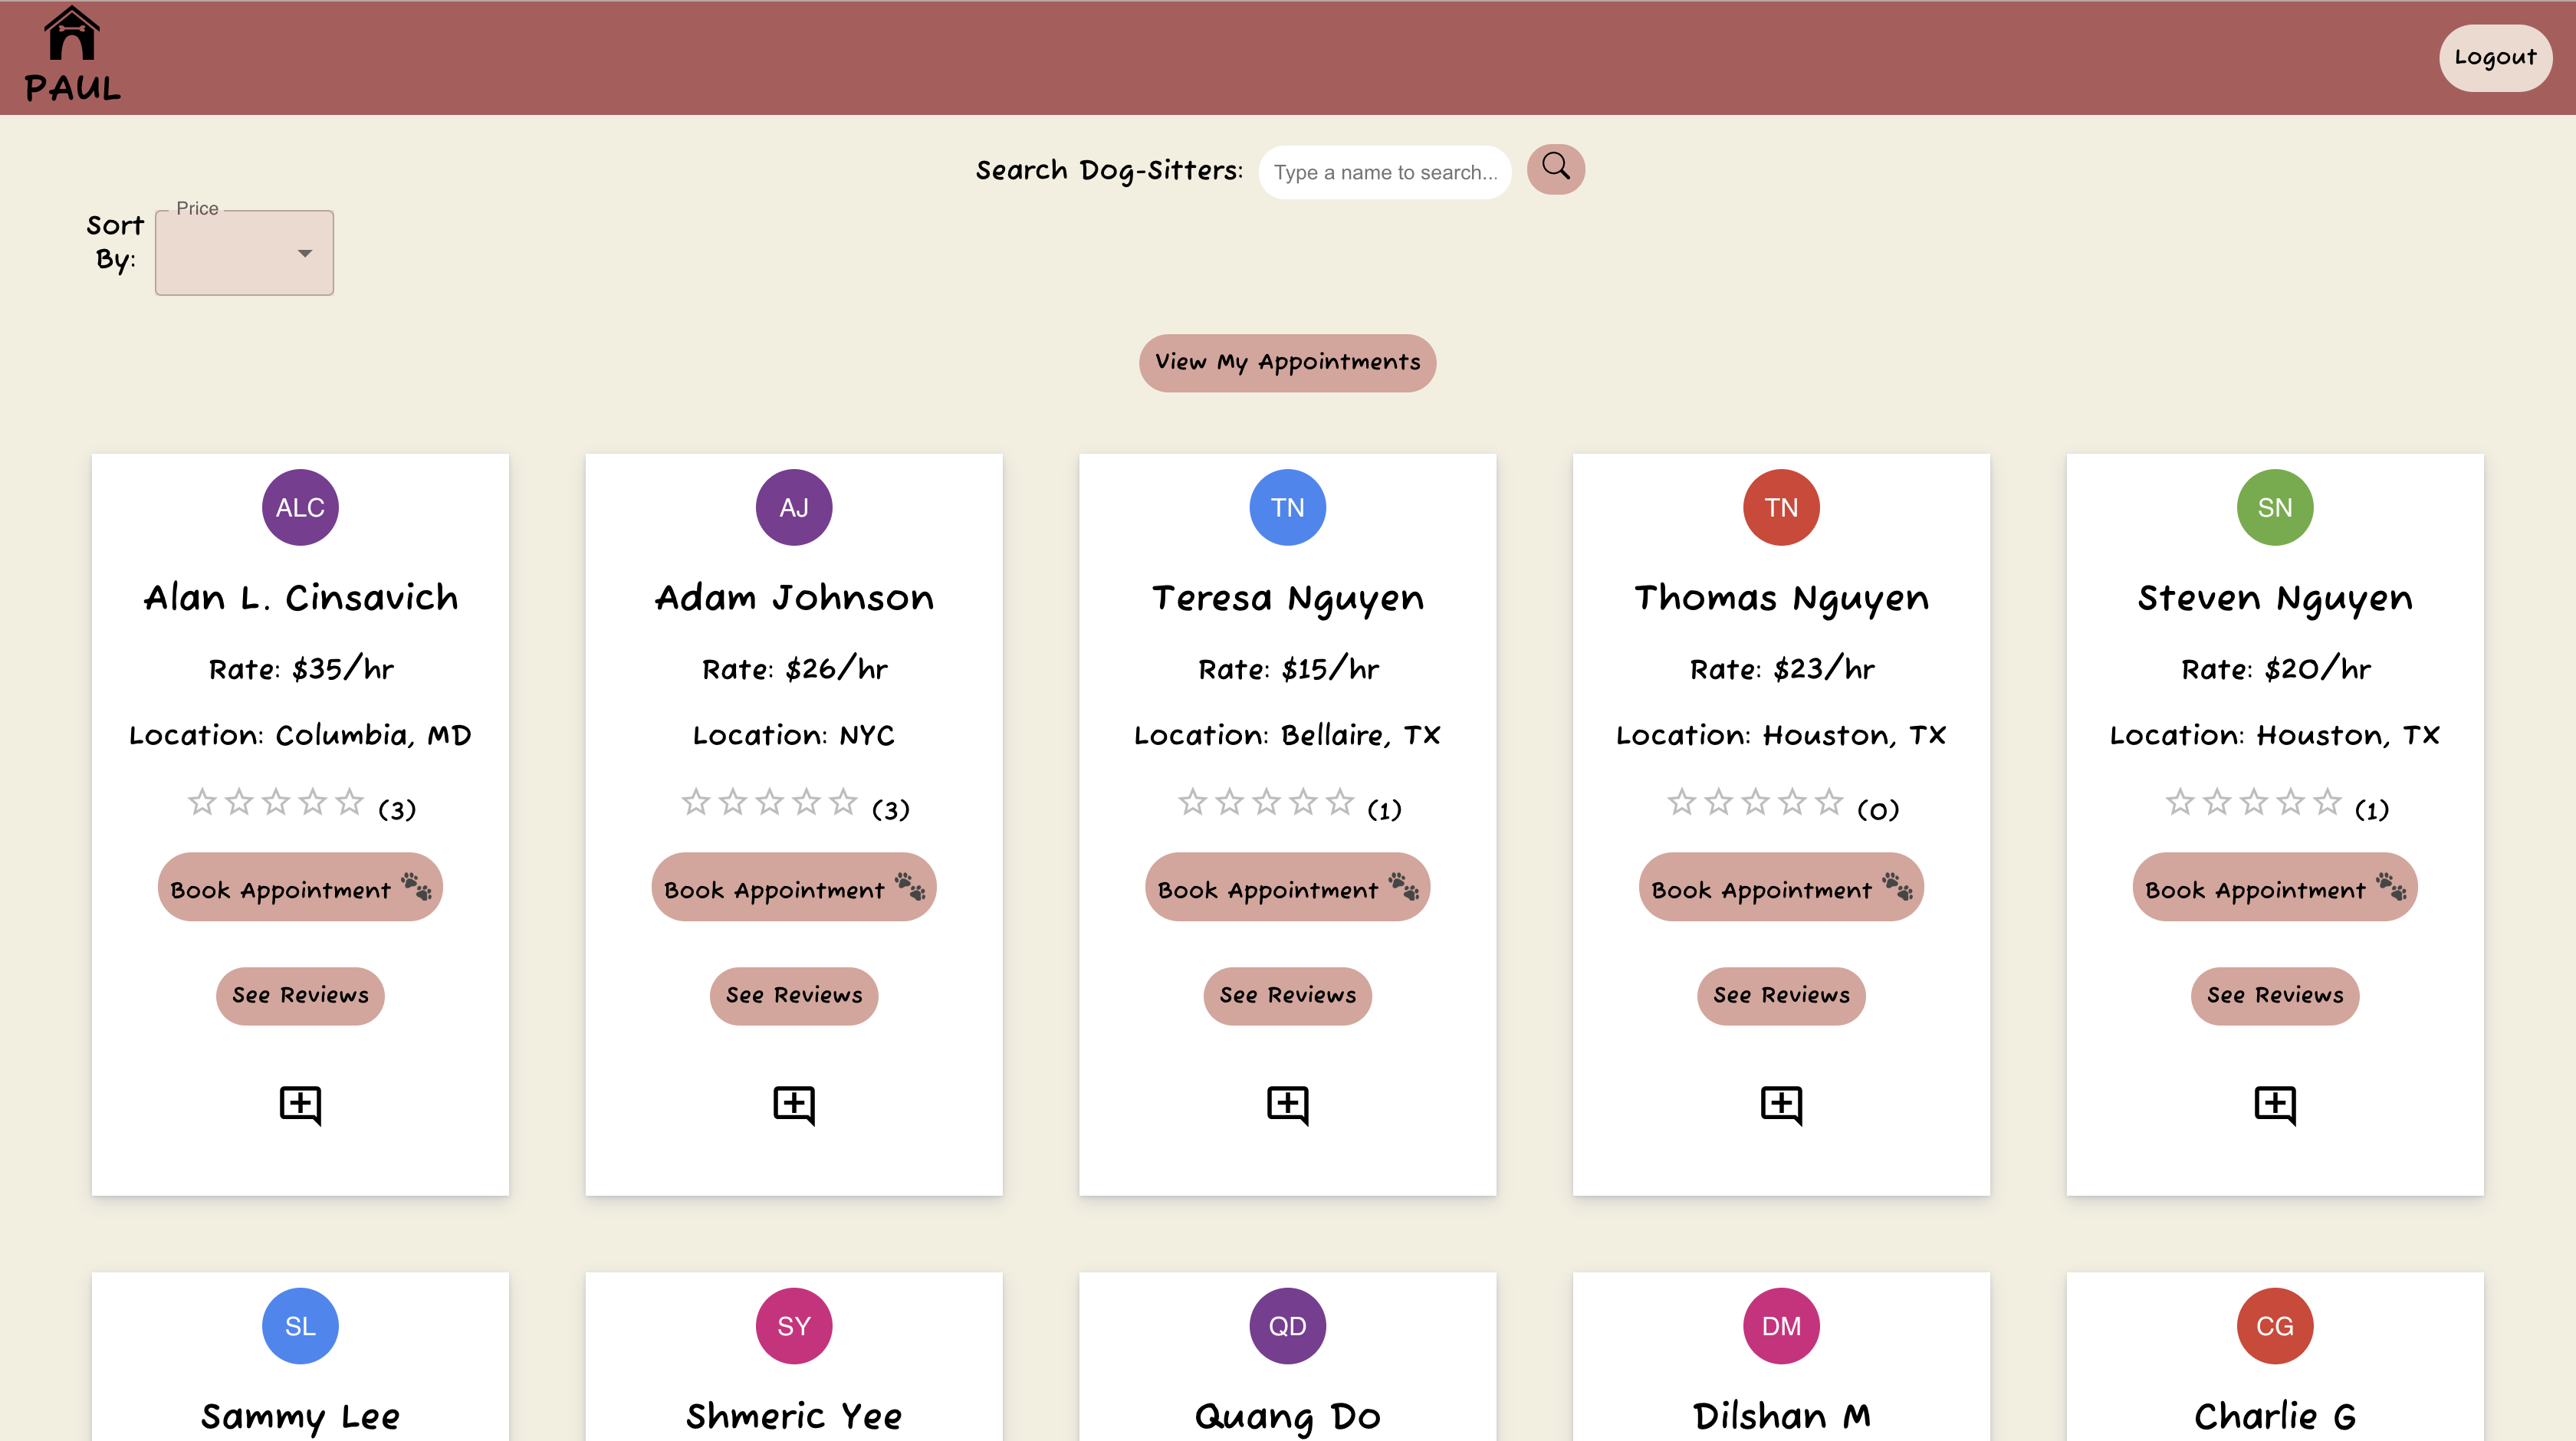 PAUL
Logout
Search Dog-Sitters: Type a name to search...
Sort By:
Price
View My Appointments
ALC
Alan L. Cinsavich
Rate: $35/hr
Location: Columbia, MD
(3)
Book Appointment
See Reviews
AJ
Adam Johnson
Rate: $26/hr
Location: NYC
(3)
Book Appointment
See Reviews
TN
Teresa Nguyen
Rate: $15/hr
Location: Bellaire, TX
(1)
Book Appointment
See Reviews
TN
Thomas Nguyen
Rate: $23/hr
Location: Houston, TX
(0)
Book Appointment
See Reviews
SN
Steven Nguyen
Rate: $20/hr
Location: Houston, TX
(1)
Book Appointment
See Reviews
SL
Sammy Lee
SY
Shmeric Yee
QD
Quang Do
DM
Dilshan M
CG
Charlie G